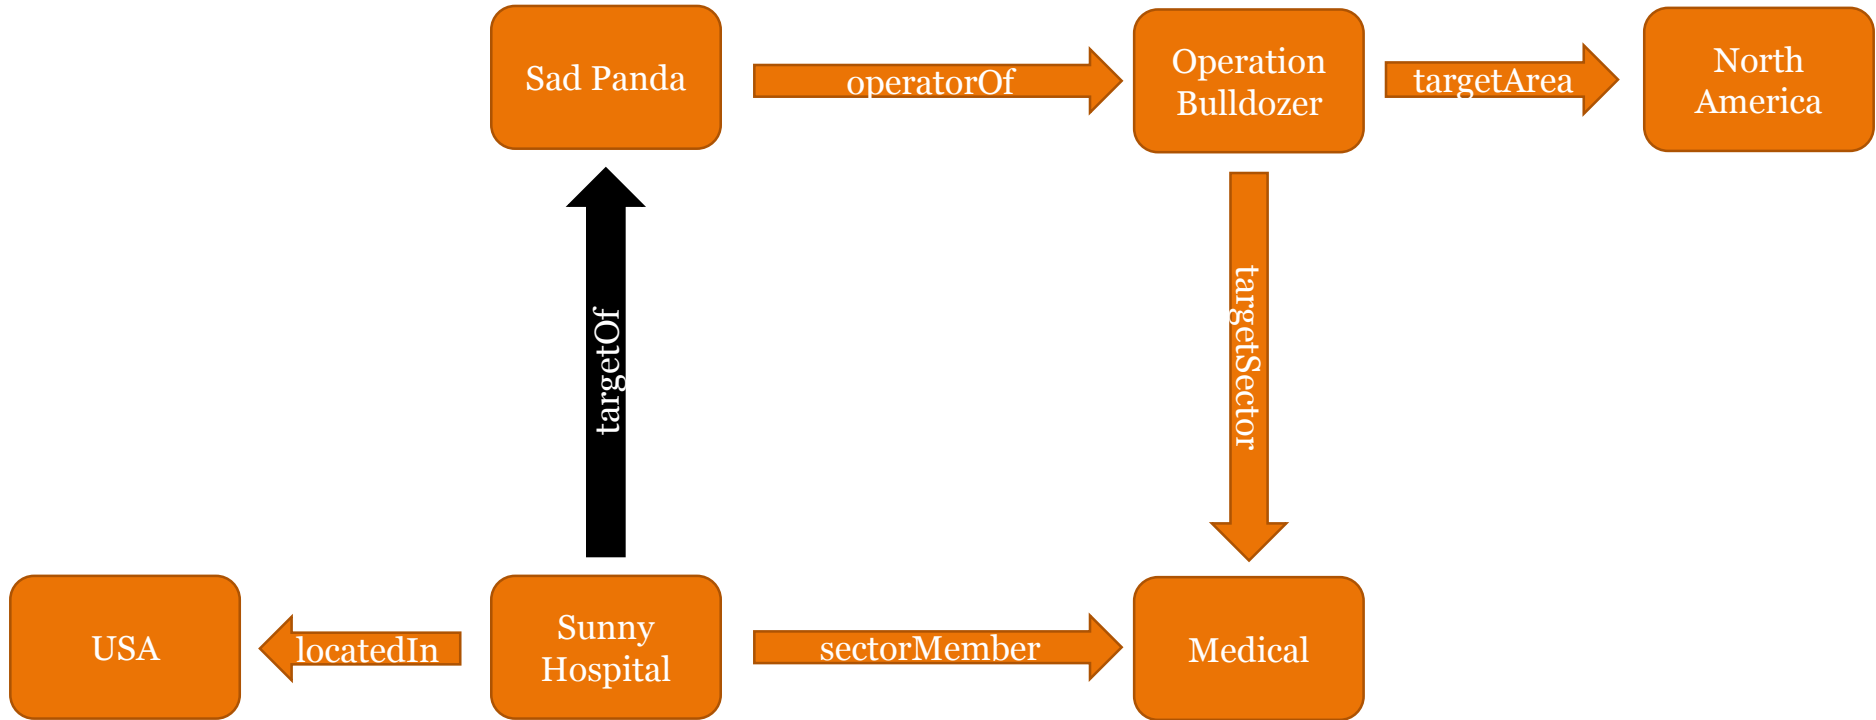 Sad Panda
operatorOf
Operation
Bulldozer
targetArea
North
America
targetOf
targetSector
USA
locatedIn
Sunny
Hospital
sectorMember
Medical